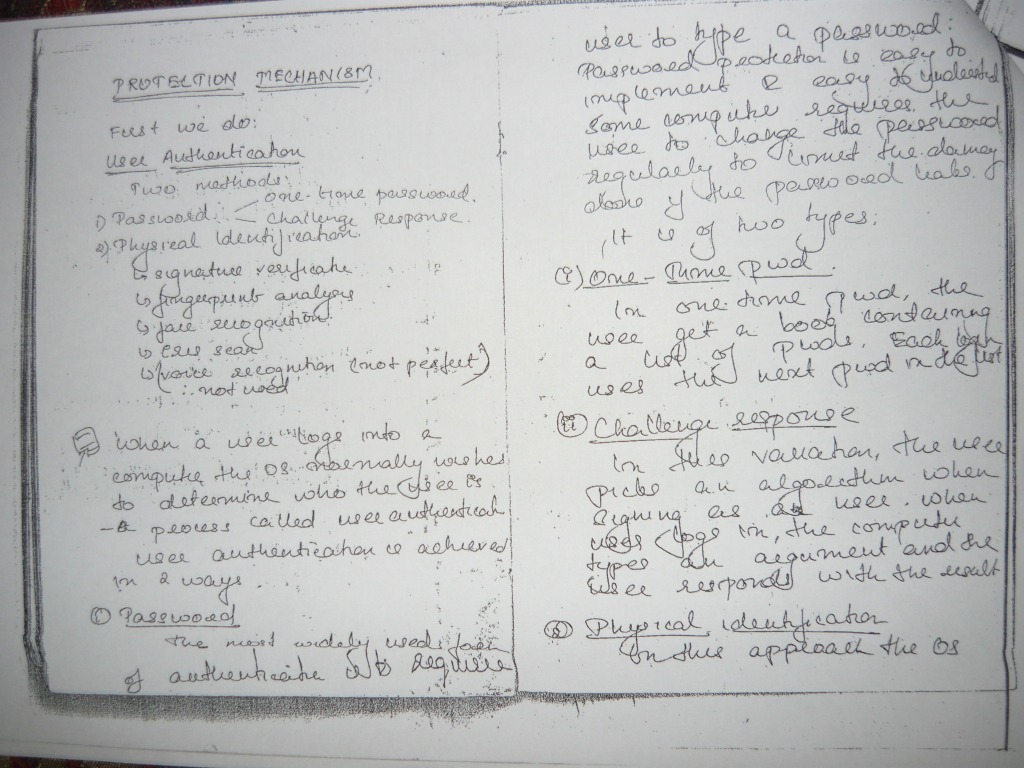 PROTECTION MECHANISM
First we do:
User Authentication
Two methods:
1) Password. one-time password.
Challenge Response.
2) Physical Identification.
↳ signature verificate
↳ fingerprint analysis
↳ face recognition
↳ scan
↳ voice recognition (not perfect)
∴ not used
When a user logs into a
compute the OS normally wishes
to determine who the user is
- a process called user authenticah
user authentication is achieved
in 2 ways.
(i) Password
The most widely used form
of authenticate is to require
user to type a password:
Password protection is easy to
implement & easy to understd
Some compute requires the
user to change the password
regularly to limit the damag
done if the password leaks.
It is of two types:
(i) One-Time pwd.
In one-time pwd, the
user get a book containing
a list of pwds. Each login
uses the next pwd in the list
(ii) Challenge response
In this variation, the user
picks an algorithm when
signing as a user. when
user logs in, the compute
types an argument and the
user responds with the result
(2) Physical identification
In this approach the OS